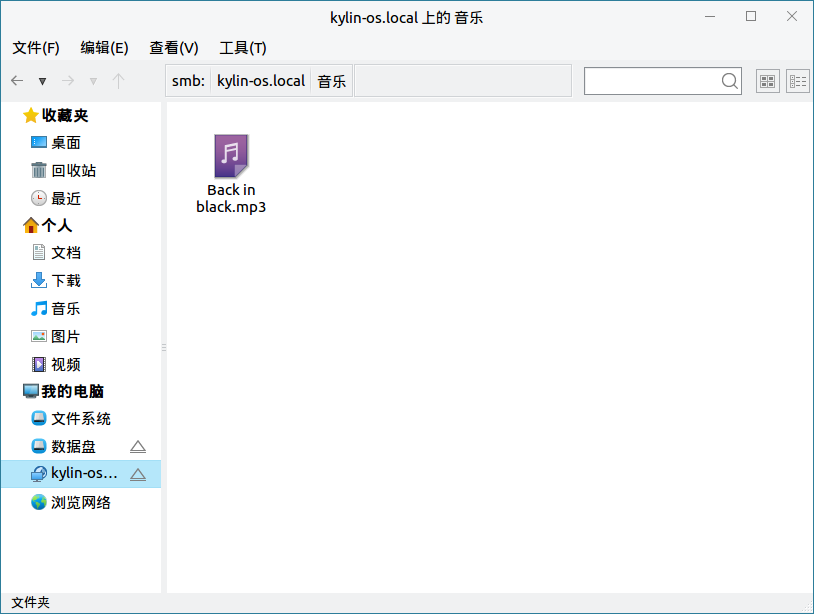 kylin-os.local 上的 音乐
文件(F) 编辑(E) 查看(V) 工具(T)
smb: kylin-os.local 音乐
收藏夹
桌面
回收站
最近
个人
文档
下载
音乐
图片
视频
我的电脑
文件系统
数据盘
kylin-os...
浏览网络
Back in
black.mp3
文件夹